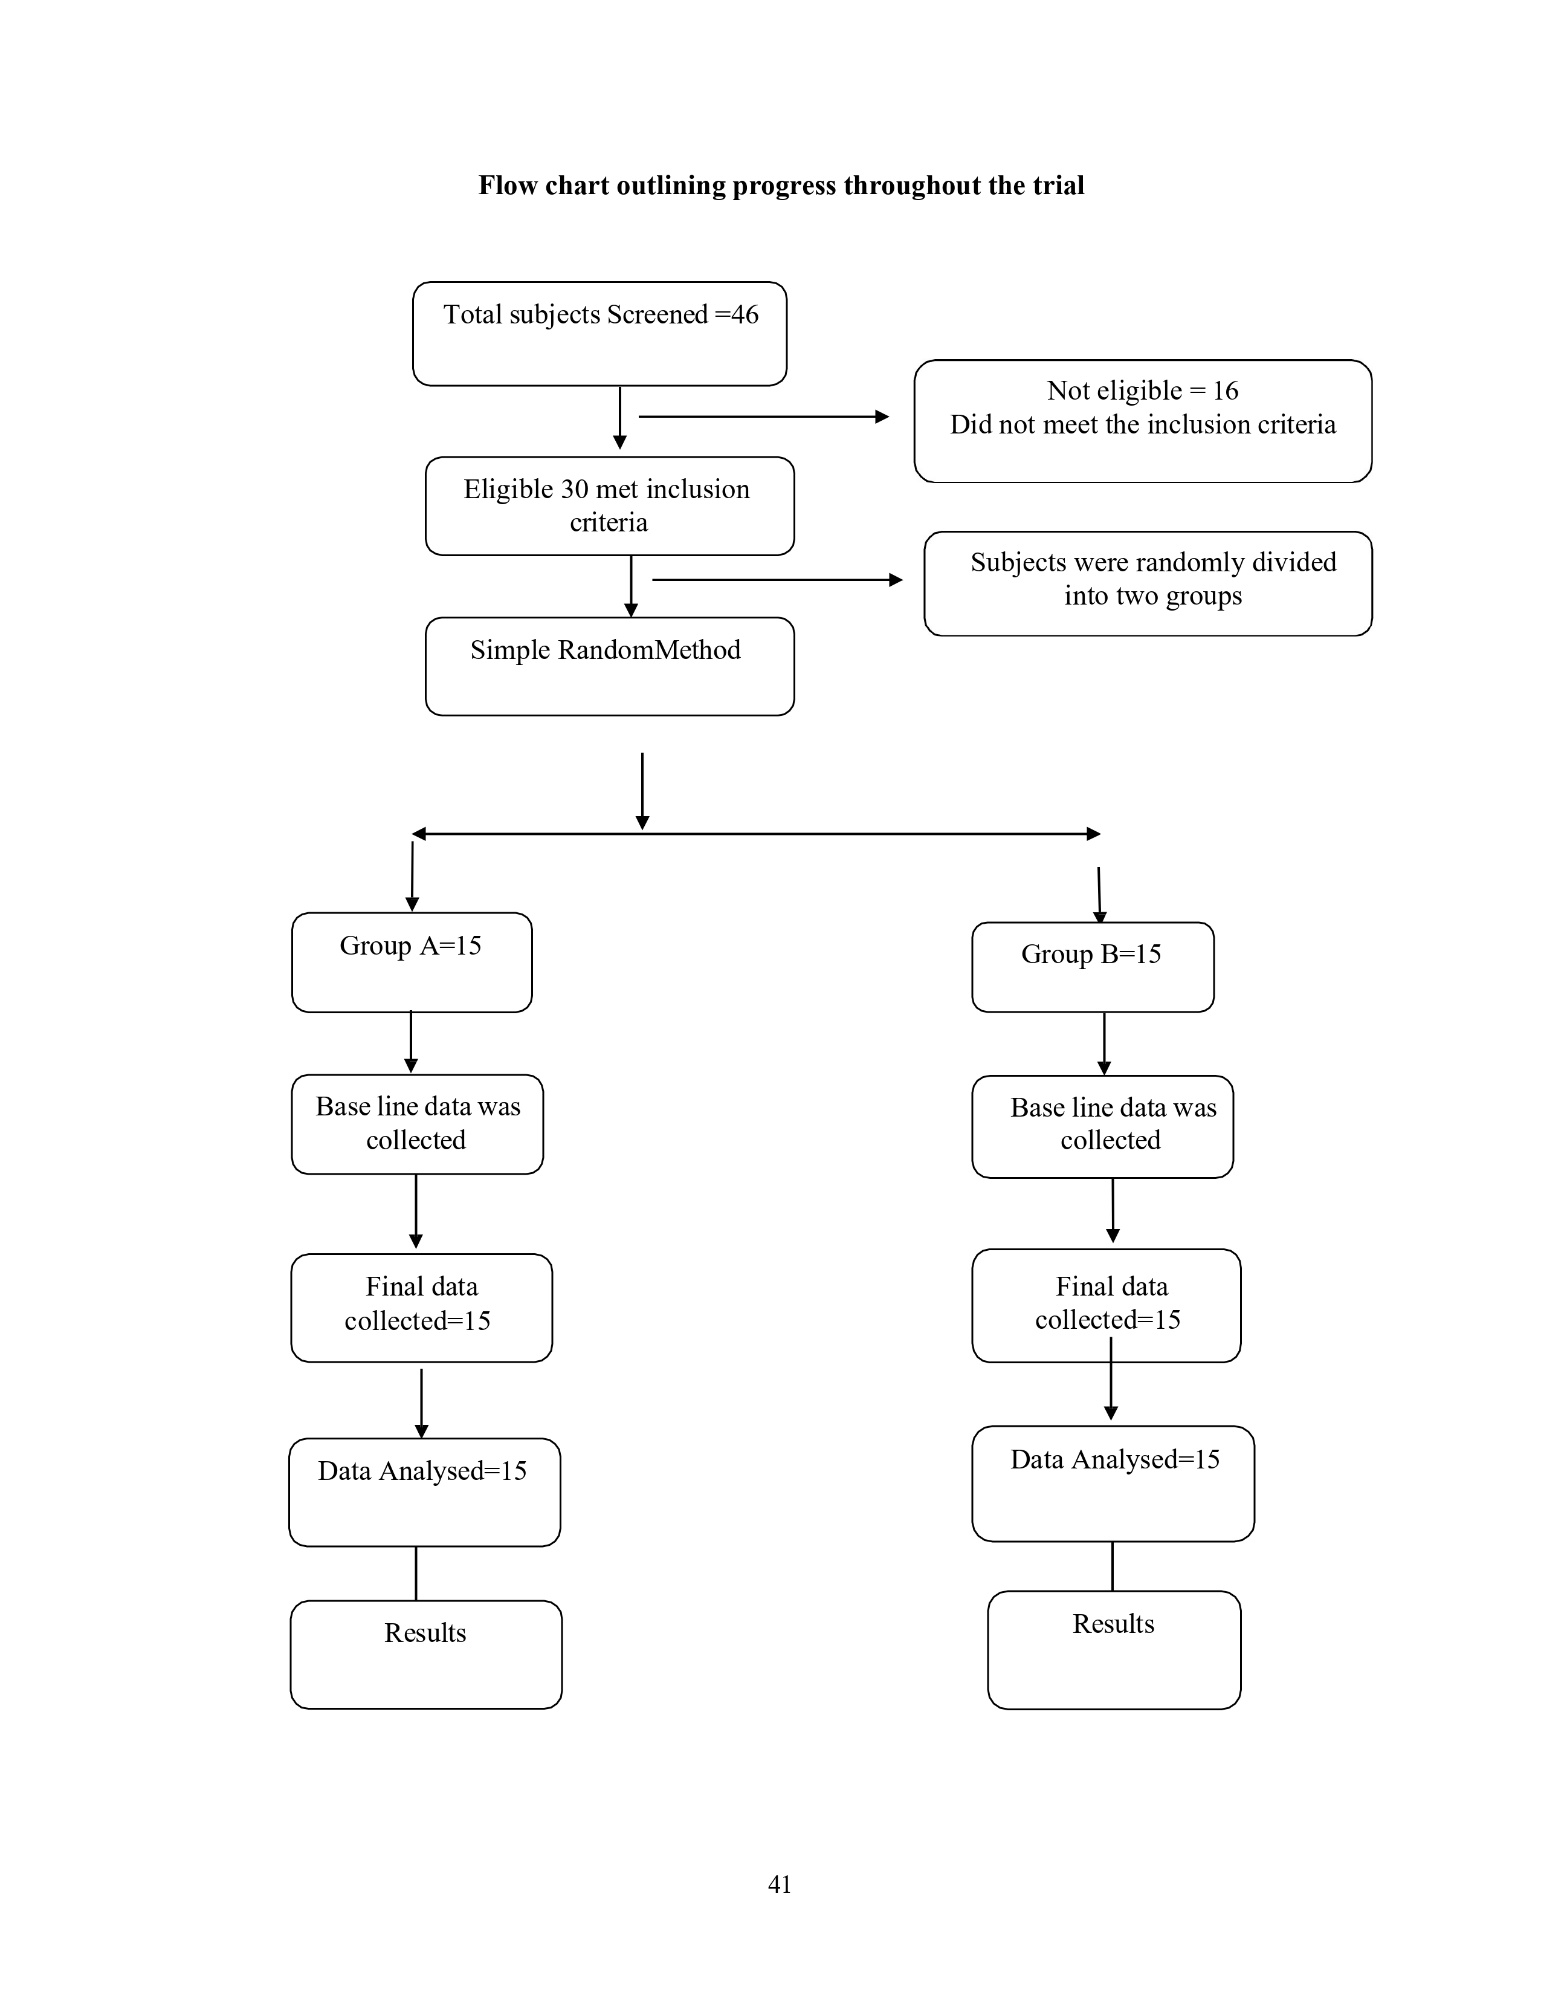 Flow chart outlining progress throughout the trial
Total subjects Screened =46
Not eligible = 16
Did not meet the inclusion criteria
Eligible 30 met inclusion
criteria
Subjects were randomly divided
into two groups
Simple RandomMethod
Group A=15
Group B=15
Base line data was
collected
Base line data was
collected
Final data
collected=15
Final data
collected=15
Data Analysed=15
Data Analysed=15
Results
Results
41